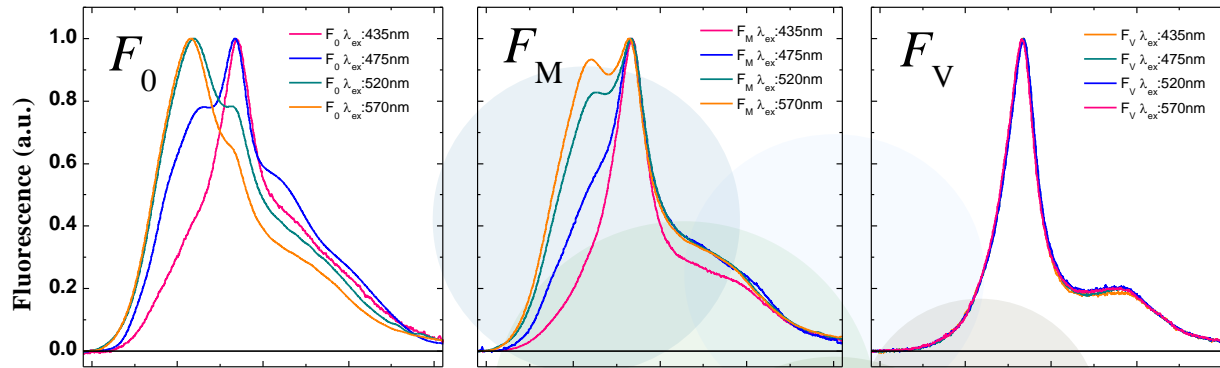 Fluorescence (a.u.)
1.0
0.8
0.6
0.4
0.2
0.0
F0
F0 λex:435nm
F0 λex:475nm
F0 λex:520nm
F0 λex:570nm
FM
FM λex:435nm
FM λex:475nm
FM λex:520nm
FM λex:570nm
FV
FV λex:435nm
FV λex:475nm
FV λex:520nm
FV λex:570nm